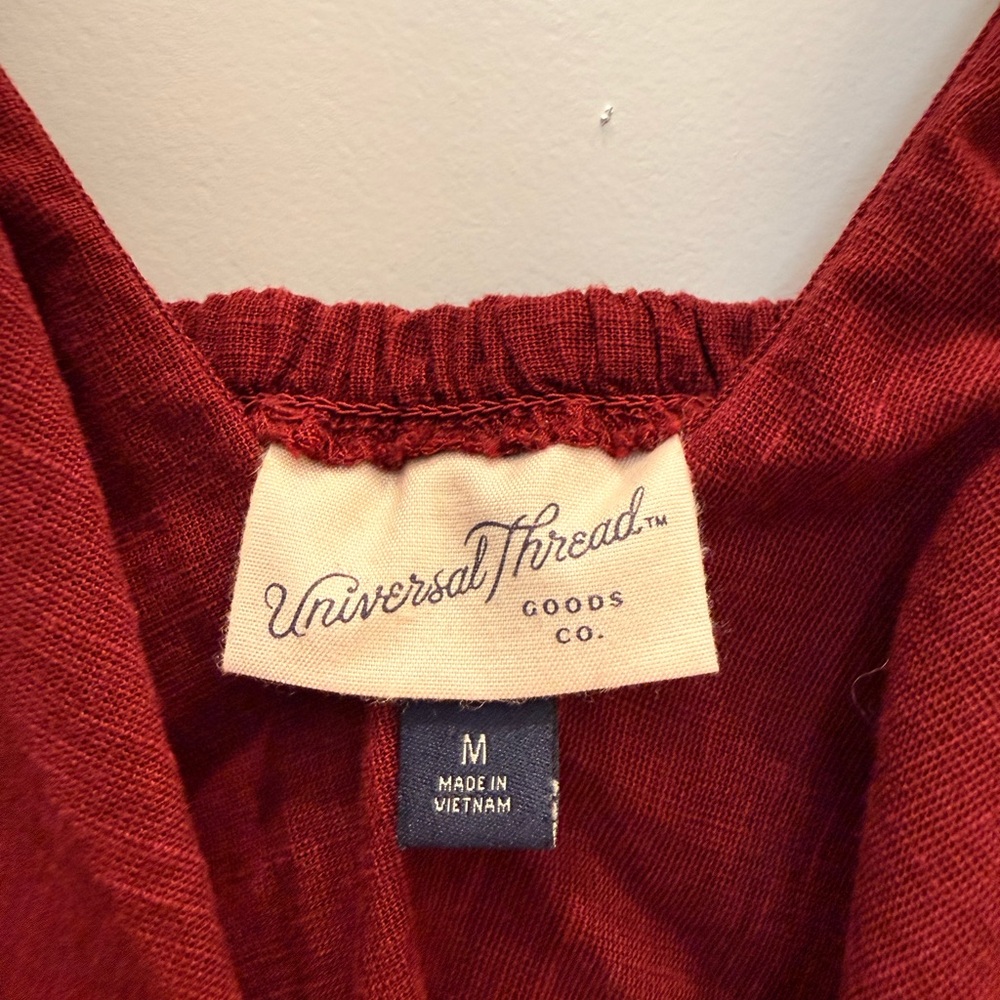 Universal Thread™
GOODS
CO.
M
MADE IN
VIETNAM